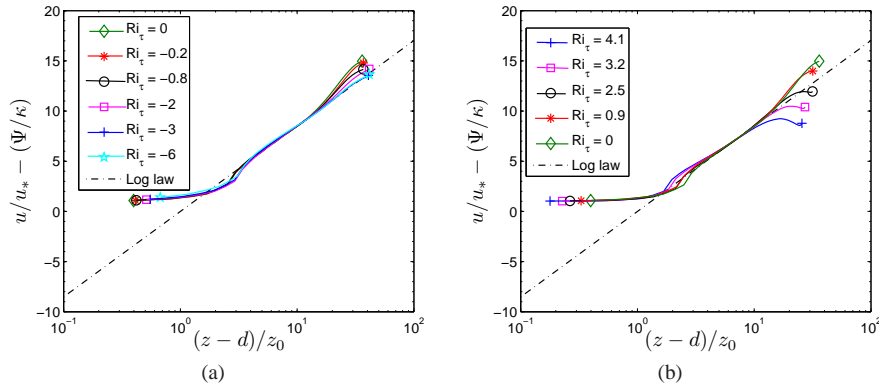 20
15
10
5
0
−5
−10
10^{-1}
10^{0}
10^{1}
10^{2}
u/u_* − (Ψ/κ)
(z − d)/z_0
Ri_τ = 0
Ri_τ = −0.2
Ri_τ = −0.8
Ri_τ = −2
Ri_τ = −3
Ri_τ = −6
Log law
(a)
20
15
10
5
0
−5
−10
10^{-1}
10^{0}
10^{1}
10^{2}
u/u_* − (Ψ/κ)
(z − d)/z_0
Ri_τ = 4.1
Ri_τ = 3.2
Ri_τ = 2.5
Ri_τ = 0.9
Ri_τ = 0
Log law
(b)